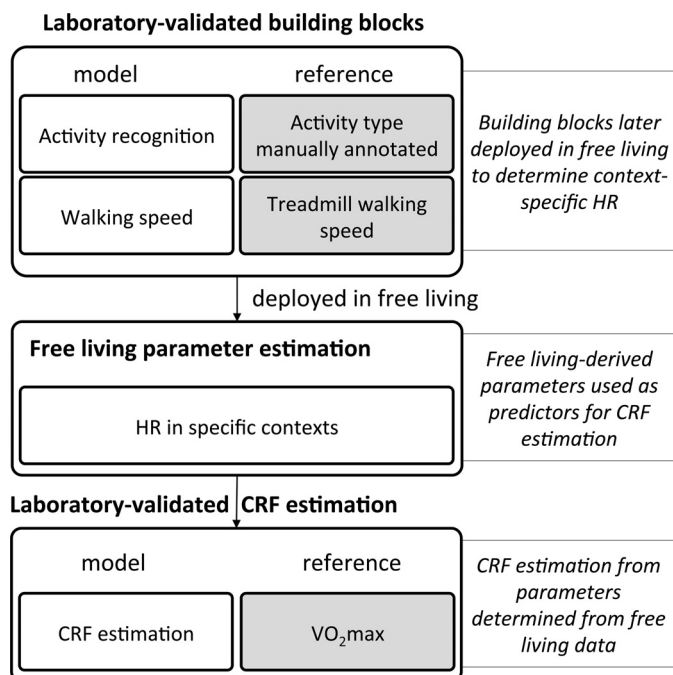 Laboratory-validated building blocks
model
reference
Activity recognition
Activity type
manually annotated
Walking speed
Treadmill walking
speed
Building blocks later
deployed in free living
to determine context-
specific HR
deployed in free living
Free living parameter estimation
HR in specific contexts
Free living-derived
parameters used as
predictors for CRF
estimation
Laboratory-validated CRF estimation
model
reference
CRF estimation
VO₂max
CRF estimation from
parameters
determined from free
living data